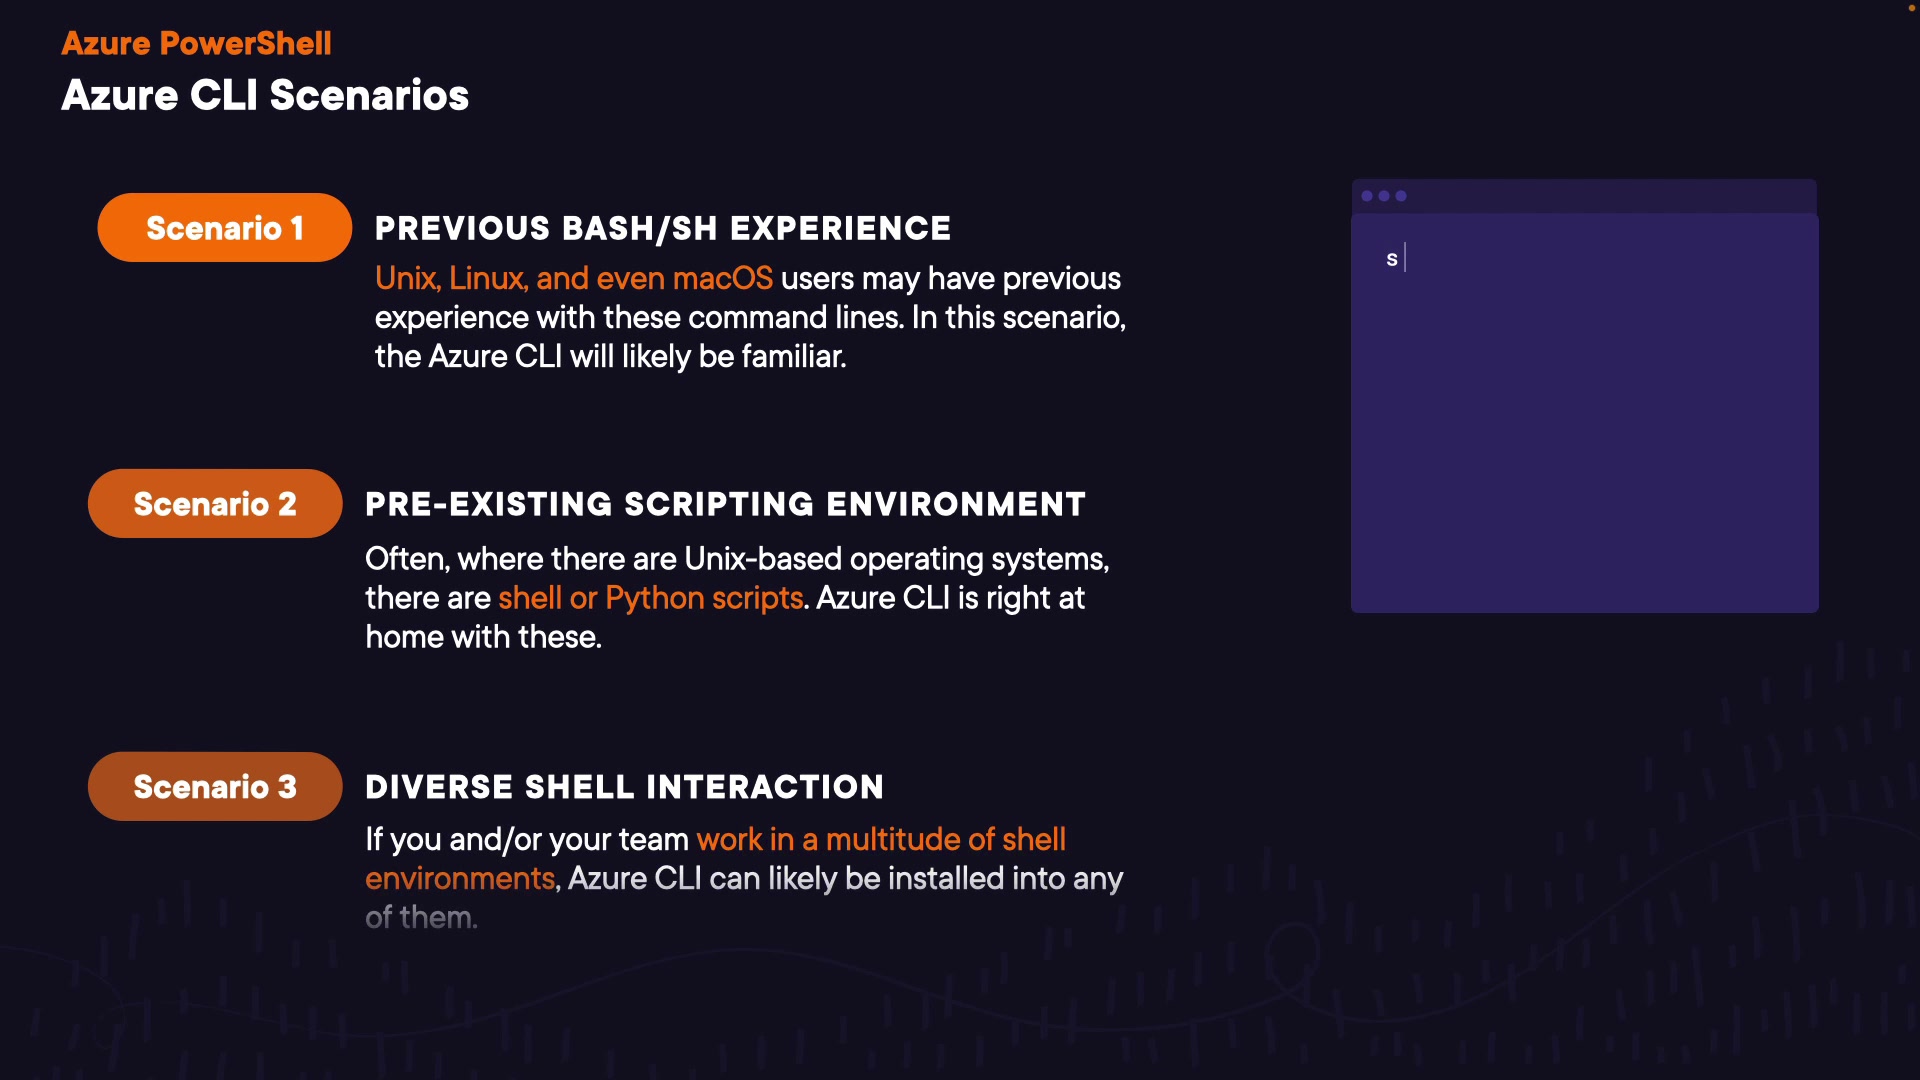 Azure PowerShell
Azure CLI Scenarios
Scenario 1
PREVIOUS BASH/SH EXPERIENCE
Unix, Linux, and even macOS users may have previous
experience with these command lines. In this scenario,
the Azure CLI will likely be familiar.
s
Scenario 2
PRE-EXISTING SCRIPTING ENVIRONMENT
Often, where there are Unix-based operating systems,
there are shell or Python scripts. Azure CLI is right at
home with these.
Scenario 3
DIVERSE SHELL INTERACTION
If you and/or your team work in a multitude of shell
environments, Azure CLI can likely be installed into any
of them.